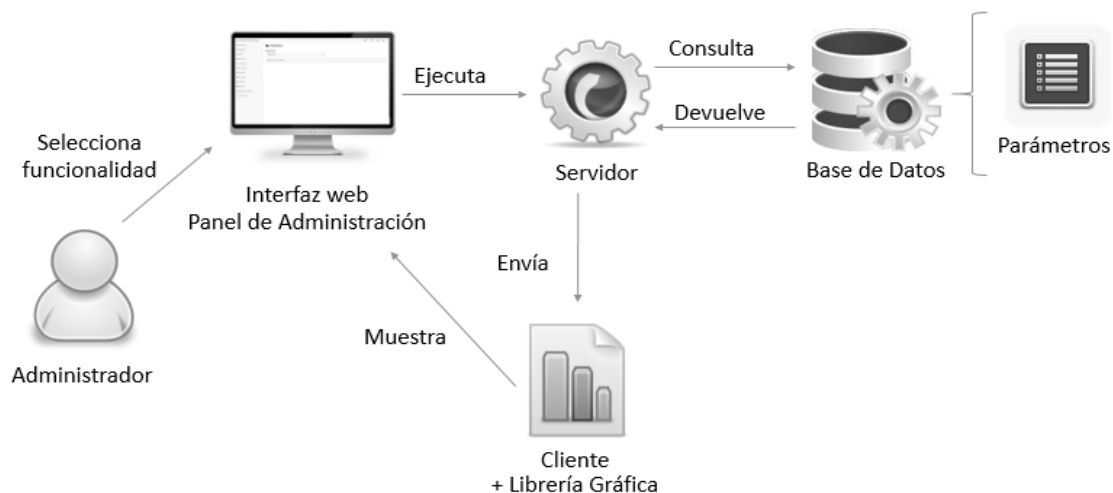 Consulta
Ejecuta
Devuelve
Selecciona
funcionalidad
Parámetros
Base de Datos
Servidor
Interfaz web
Panel de Administración
Envía
Muestra
Administrador
Cliente
+ Librería Gráfica